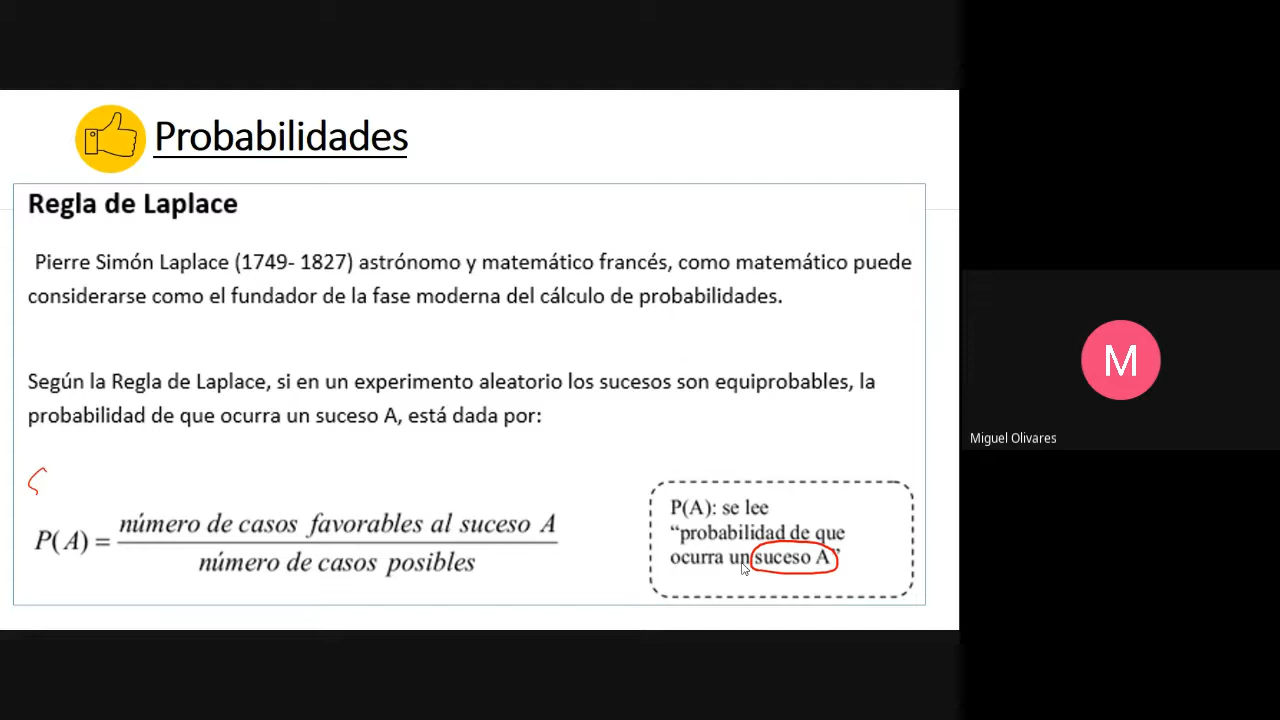 Probabilidades
Regla de Laplace
Pierre Simón Laplace (1749- 1827) astrónomo y matemático francés, como matemático puede
considerarse como el fundador de la fase moderna del cálculo de probabilidades.
Según la Regla de Laplace, si en un experimento aleatorio los sucesos son equiprobables, la
probabilidad de que ocurra un suceso A, está dada por:
P(A) = número de casos favorables al suceso A
número de casos posibles
P(A): se lee
“probabilidad de que
ocurra un suceso A”
M
Miguel Olivares